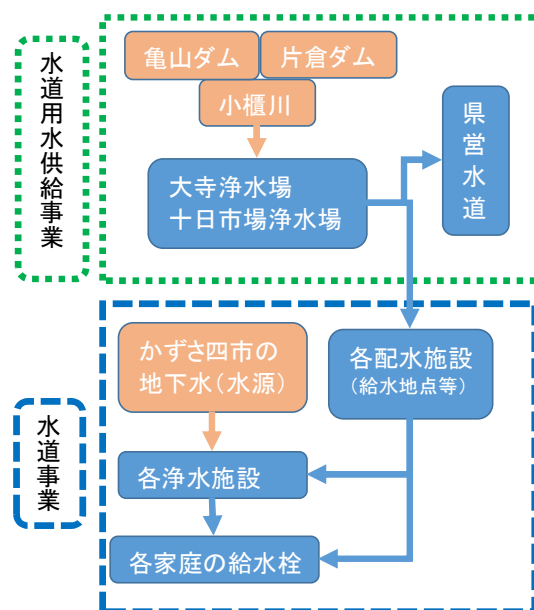 水道用水供給事業
亀山ダム
片倉ダム
小櫃川
県営水道
大寺浄水場
十日市場浄水場
水道事業
かずさ四市の
地下水（水源）
各配水施設
（給水地点等）
各浄水施設
各家庭の給水栓